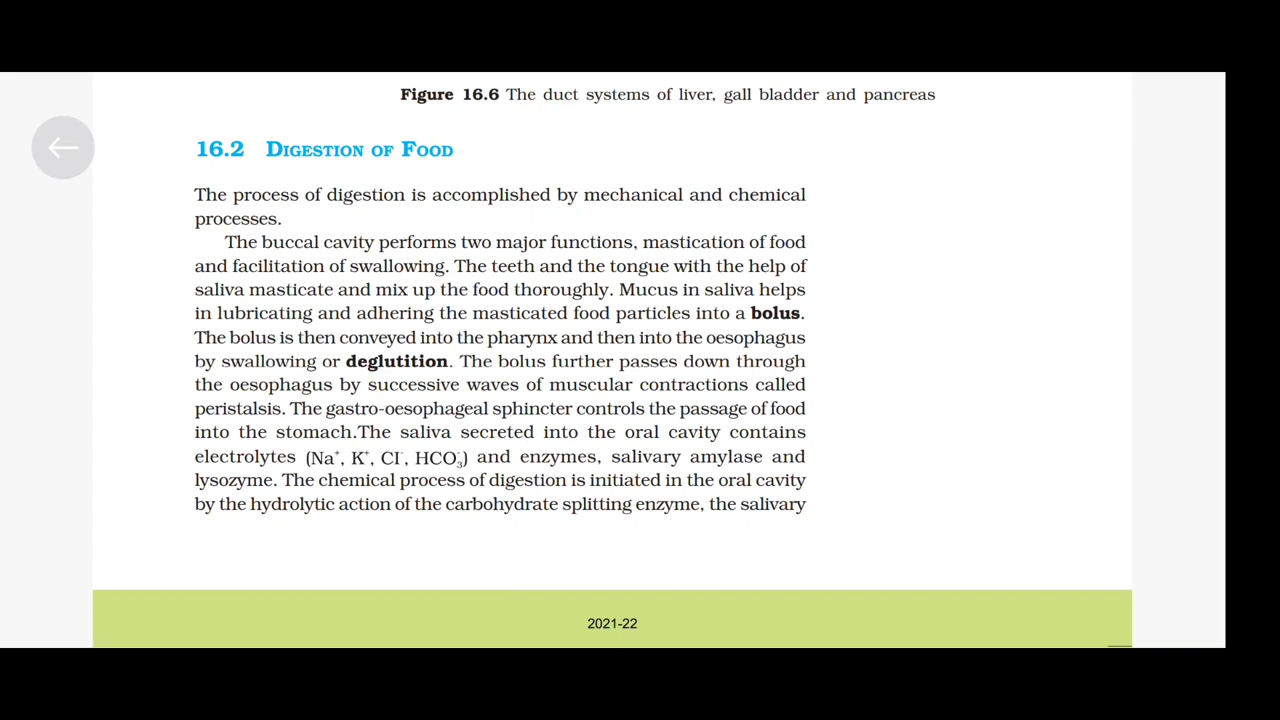 Figure 16.6 The duct systems of liver, gall bladder and pancreas
16.2 DIGESTION OF FOOD
The process of digestion is accomplished by mechanical and chemical
processes.
The buccal cavity performs two major functions, mastication of food
and facilitation of swallowing. The teeth and the tongue with the help of
saliva masticate and mix up the food thoroughly. Mucus in saliva helps
in lubricating and adhering the masticated food particles into a bolus.
The bolus is then conveyed into the pharynx and then into the oesophagus
by swallowing or deglutition. The bolus further passes down through
the oesophagus by successive waves of muscular contractions called
peristalsis. The gastro-oesophageal sphincter controls the passage of food
into the stomach.The saliva secreted into the oral cavity contains
electrolytes (Na⁺, K⁺, Cl⁻, HCO₃⁻) and enzymes, salivary amylase and
lysozyme. The chemical process of digestion is initiated in the oral cavity
by the hydrolytic action of the carbohydrate splitting enzyme, the salivary
2021-22